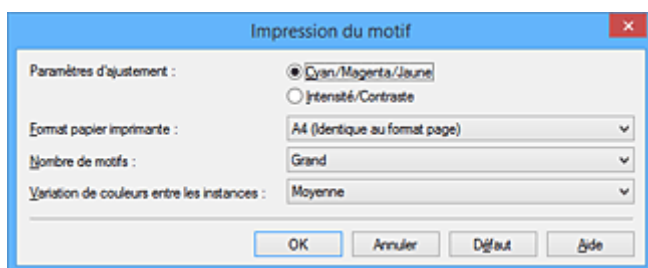 Impression du motif
Paramètres d'ajustement :
Cyan/Magenta/Jaune
Intensité/Contraste
Format papier imprimante :
A4 (Identique au format page)
Nombre de motifs :
Grand
Variation de couleurs entre les instances :
Moyenne
OK Annuler Défaut Aide